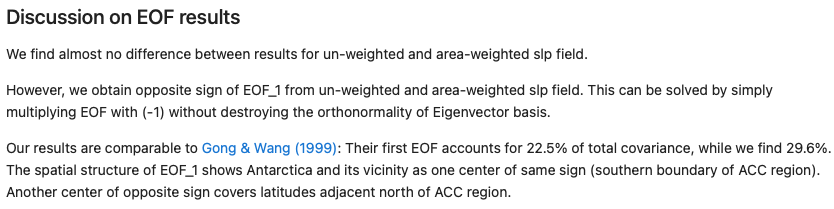 Discussion on EOF results
We find almost no difference between results for un-weighted and area-weighted slp field.
However, we obtain opposite sign of EOF_1 from un-weighted and area-weighted slp field. This can be solved by simply
multiplying EOF with (-1) without destroying the orthonormality of Eigenvector basis.
Our results are comparable to Gong & Wang (1999): Their first EOF accounts for 22.5% of total covariance, while we find 29.6%.
The spatial structure of EOF_1 shows Antarctica and its vicinity as one center of same sign (southern boundary of ACC region).
Another center of opposite sign covers latitudes adjacent north of ACC region.